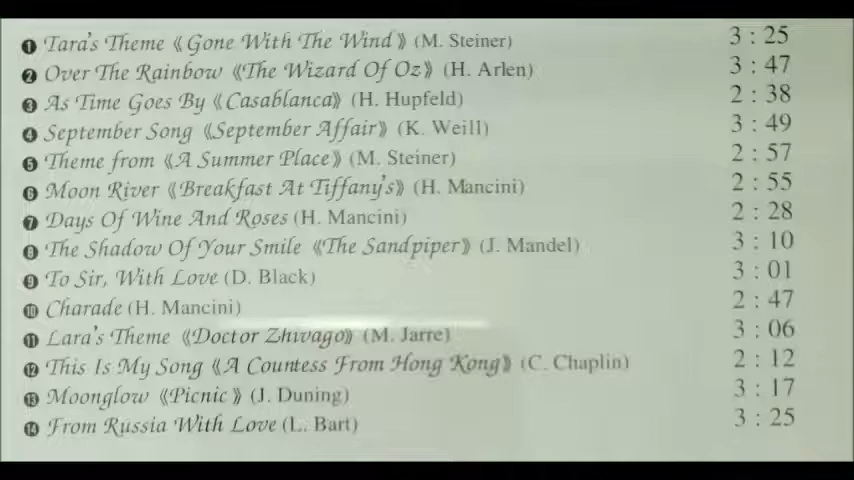 ❶ Tara's Theme《Gone With The Wind》(M. Steiner) 3 : 25
❷ Over The Rainbow《The Wizard Of Oz》(H. Arlen) 3 : 47
❸ As Time Goes By《Casablanca》(H. Hupfeld) 2 : 38
❹ September Song《September Affair》(K. Weill) 3 : 49
❺ Theme from《A Summer Place》(M. Steiner) 2 : 57
❻ Moon River《Breakfast At Tiffany's》(H. Mancini) 2 : 55
❼ Days Of Wine And Roses (H. Mancini) 2 : 28
❽ The Shadow Of Your Smile《The Sandpiper》(J. Mandel) 3 : 10
❾ To Sir, With Love (D. Black) 3 : 01
❿ Charade (H. Mancini) 2 : 47
⓫ Lara's Theme《Doctor Zhivago》(M. Jarre) 3 : 06
⓬ This Is My Song《A Countess From Hong Kong》(C. Chaplin) 2 : 12
⓭ Moonglow《Picnic》(J. Duning) 3 : 17
⓮ From Russia With Love (L. Bart) 3 : 25